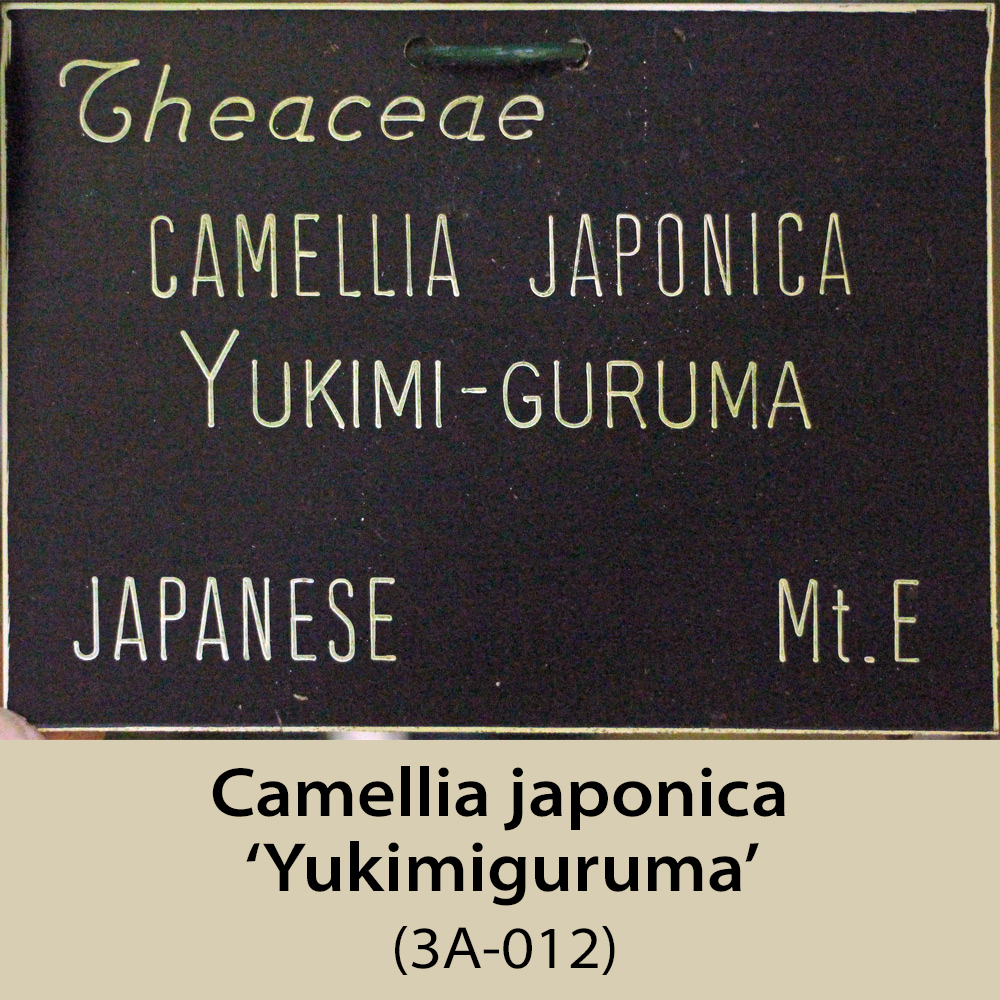 Theaceae
CAMELLIA JAPONICA
YUKIMI-GURUMA
JAPANESE Mt.E
Camellia japonica
‘Yukimiguruma’
(3A-012)